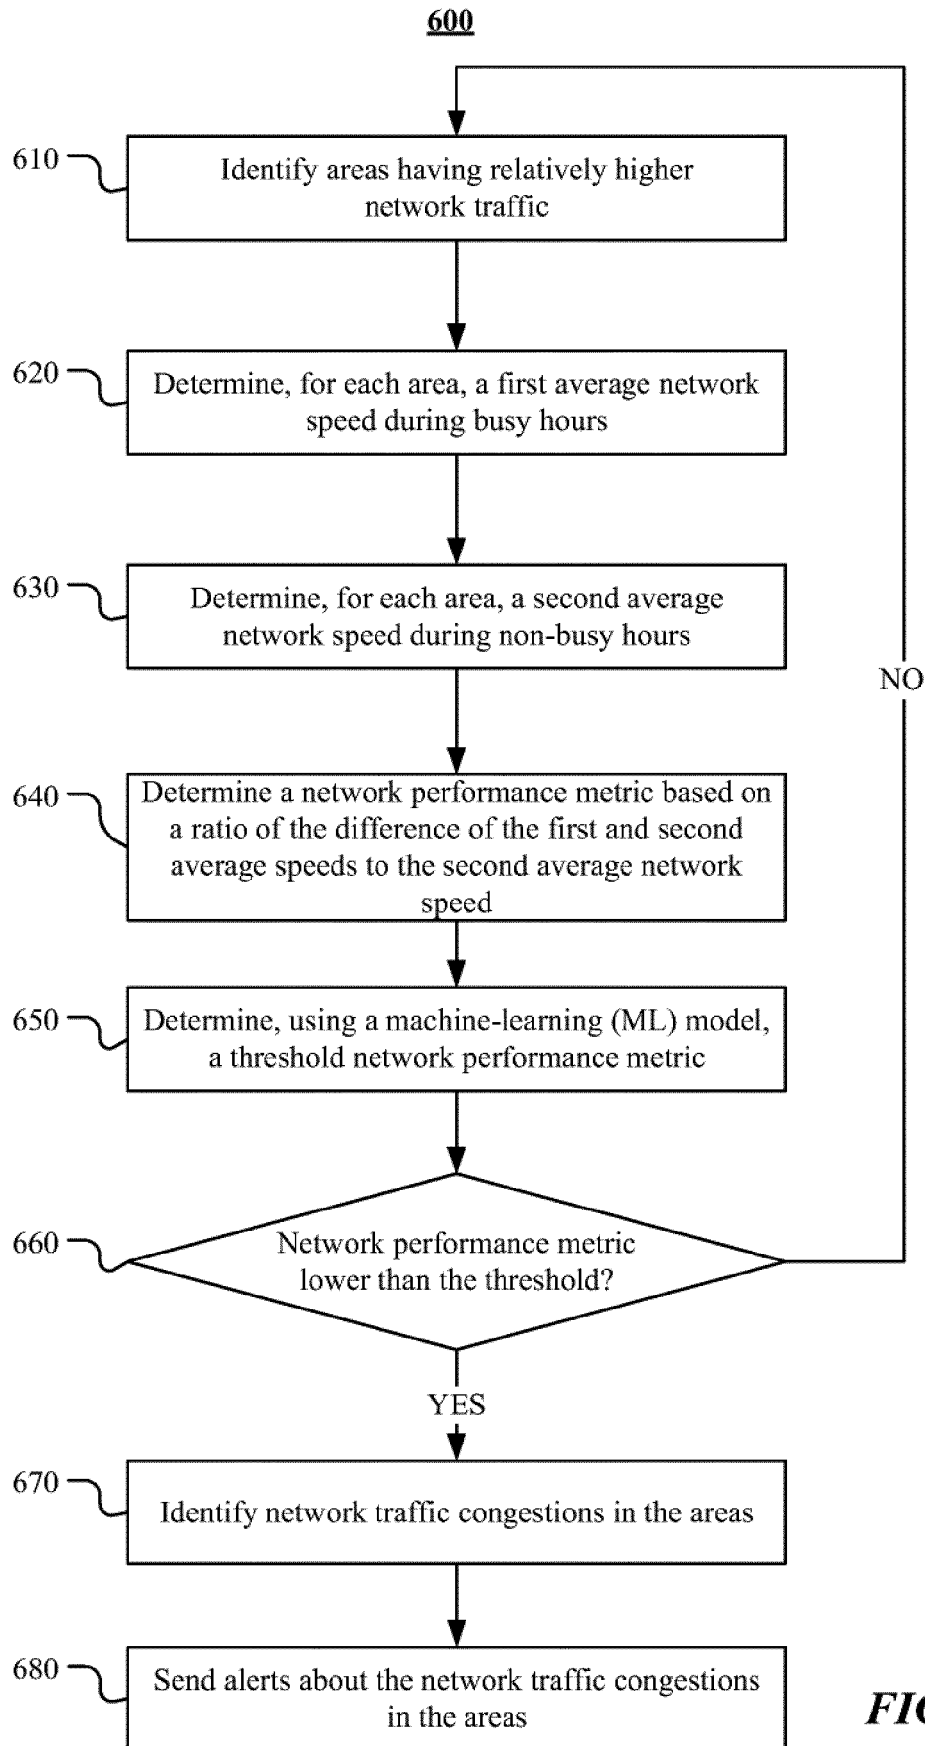 600
610
Identify areas having relatively higher
network traffic
620
Determine, for each area, a first average network
speed during busy hours
630
Determine, for each area, a second average
network speed during non-busy hours
NO
640
Determine a network performance metric based on
a ratio of the difference of the first and second
average speeds to the second average network
speed
650
Determine, using a machine-learning (ML) model,
a threshold network performance metric
660
Network performance metric
lower than the threshold?
YES
670
Identify network traffic congestions in the areas
680
Send alerts about the network traffic congestions
in the areas